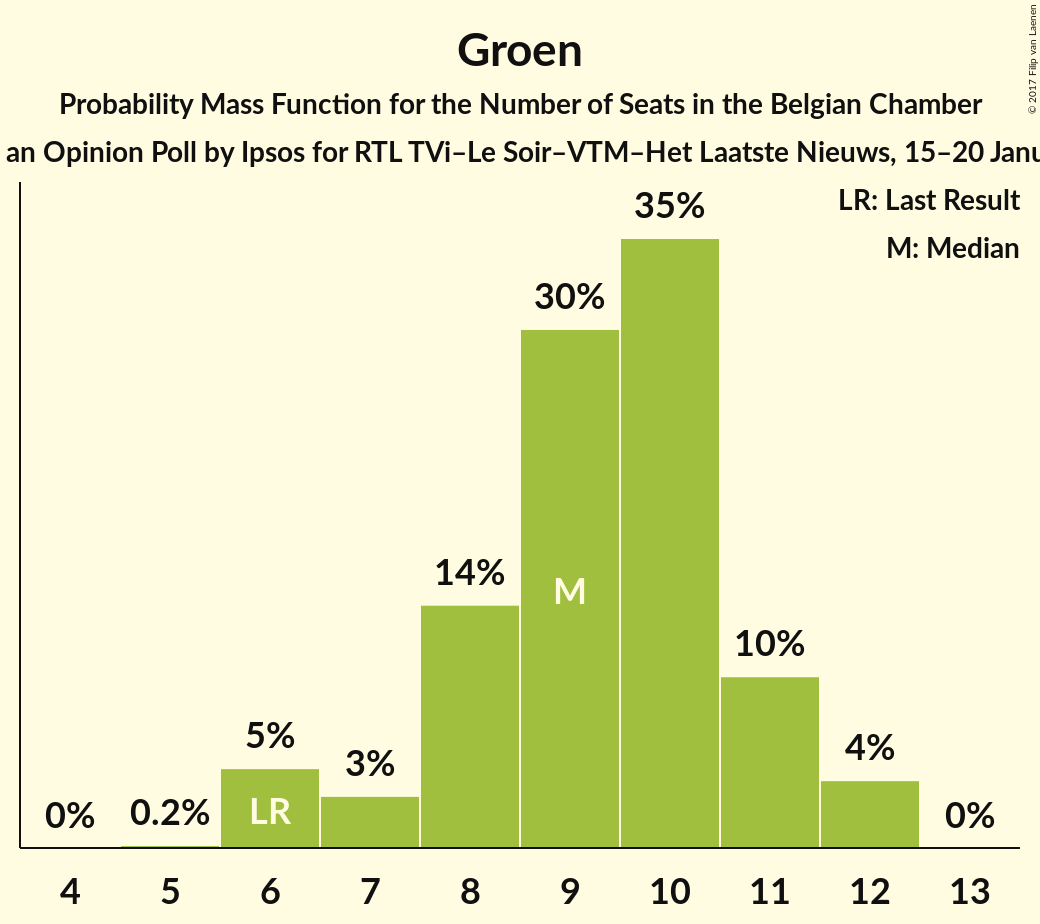 Groen
Probability Mass Function for the Number of Seats in the Belgian Chamber
an Opinion Poll by Ipsos for RTL TVi–Le Soir–VTM–Het Laatste Nieuws, 15–20 Janu
© 2017 Filip van Laenen
LR: Last Result
M: Median
0%
0.2%
5%
3%
14%
30%
35%
10%
4%
0%
LR
M
4 5 6 7 8 9 10 11 12 13